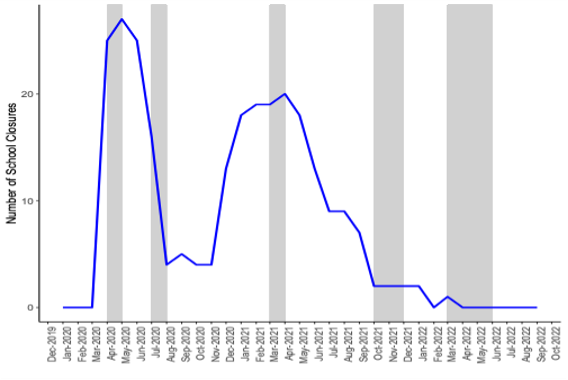 Number of School Closures
20
10
0
Dec-2019
Jan-2020
Feb-2020
Mar-2020
Apr-2020
May-2020
Jun-2020
Jul-2020
Aug-2020
Sep-2020
Oct-2020
Nov-2020
Dec-2020
Jan-2021
Feb-2021
Mar-2021
Apr-2021
May-2021
Jun-2021
Jul-2021
Aug-2021
Sep-2021
Oct-2021
Nov-2021
Dec-2021
Jan-2022
Feb-2022
Mar-2022
Apr-2022
May-2022
Jun-2022
Jul-2022
Aug-2022
Sep-2022
Oct-2022